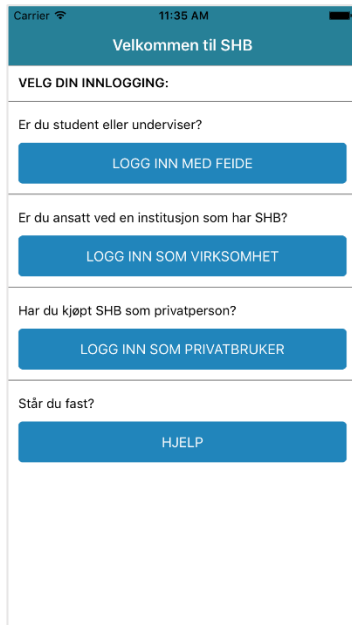 Carrier 11:35 AM
Velkommen til SHB
VELG DIN INNLOGGING:
Er du student eller underviser?
LOGG INN MED FEIDE
Er du ansatt ved en institusjon som har SHB?
LOGG INN SOM VIRKSOMHET
Har du kjøpt SHB som privatperson?
LOGG INN SOM PRIVATBRUKER
Står du fast?
HJELP